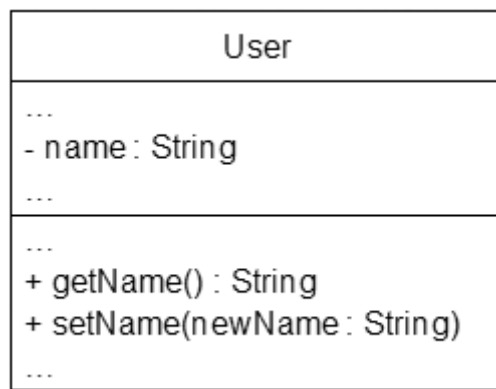 User
...
- name : String
...
...
+ getName() : String
+ setName(newName : String)
...